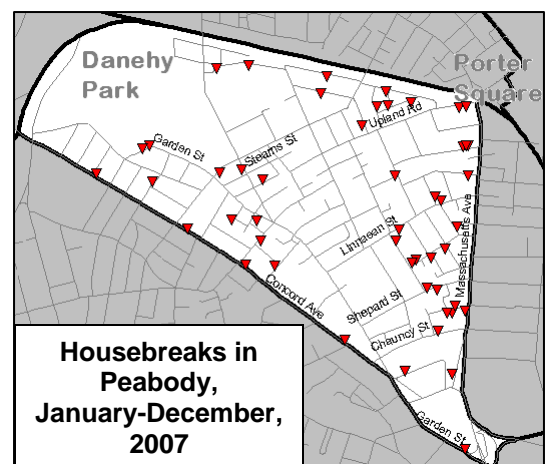 Danehy
Park
Porter
Square
Upland Rd
Garden St
Stearns St
Linnaean St
Massachusetts Ave
Concord Ave
Shepard St
Chauncy St
Garden St
Housebreaks in
Peabody,
January-December,
2007